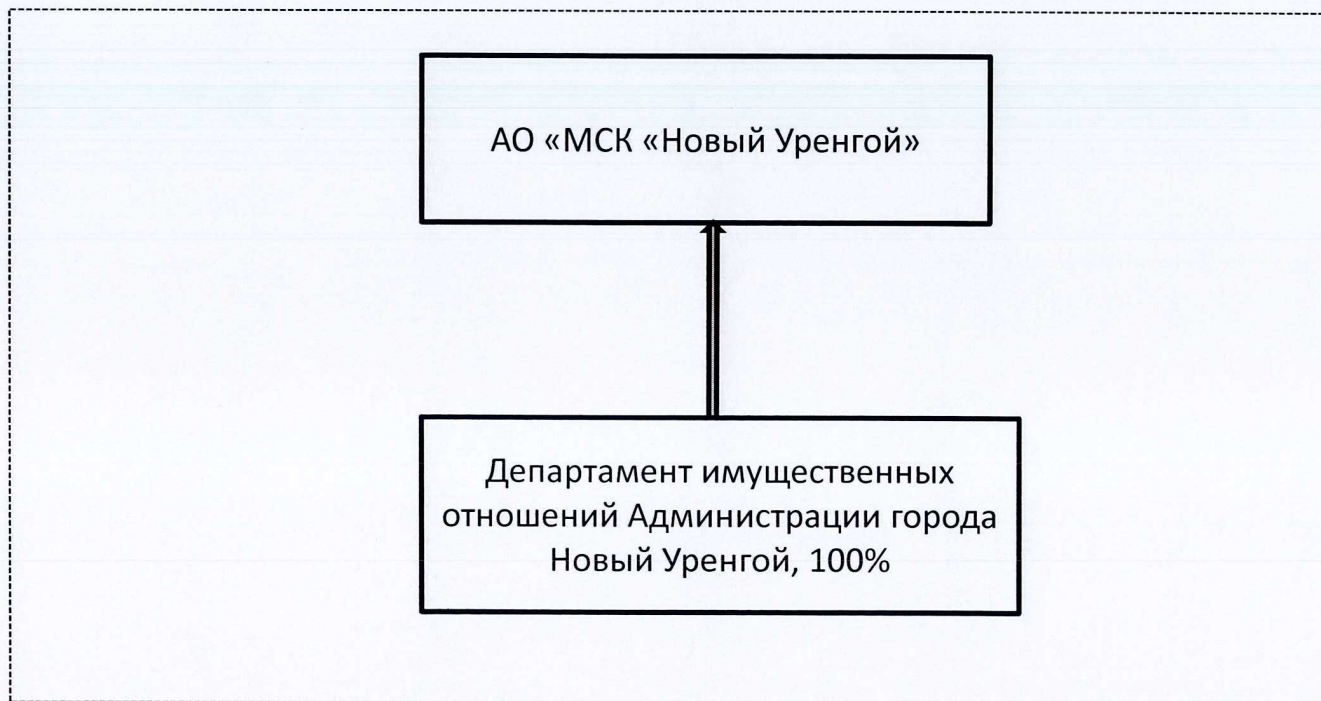 АО «МСК «Новый Уренгой»
Департамент имущественных
отношений Администрации города
Новый Уренгой, 100%